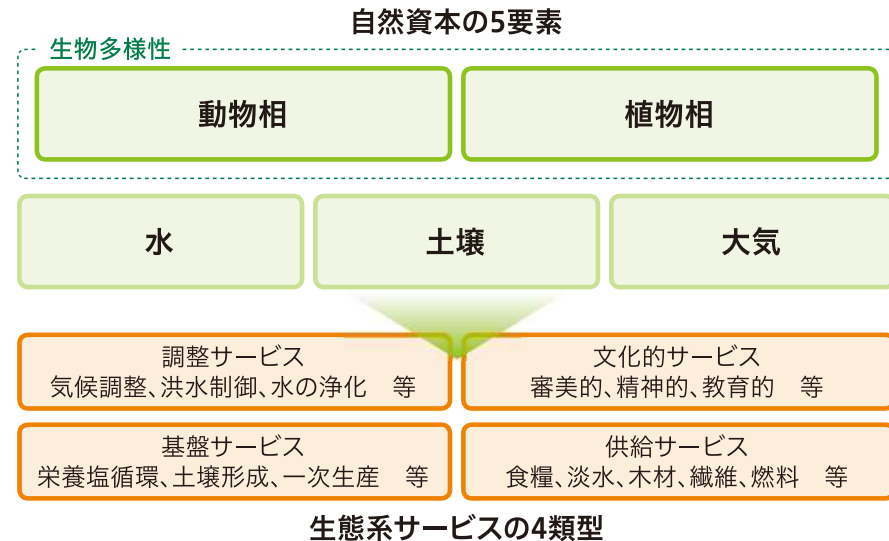 自然資本の5要素
生物多様性
動物相
植物相
水
土壌
大気
調整サービス
気候調整、洪水制御、水の浄化　等
文化的サービス
審美的、精神的、教育的　等
基盤サービス
栄養塩循環、土壌形成、一次生産　等
供給サービス
食糧、淡水、木材、繊維、燃料　等
生態系サービスの4類型